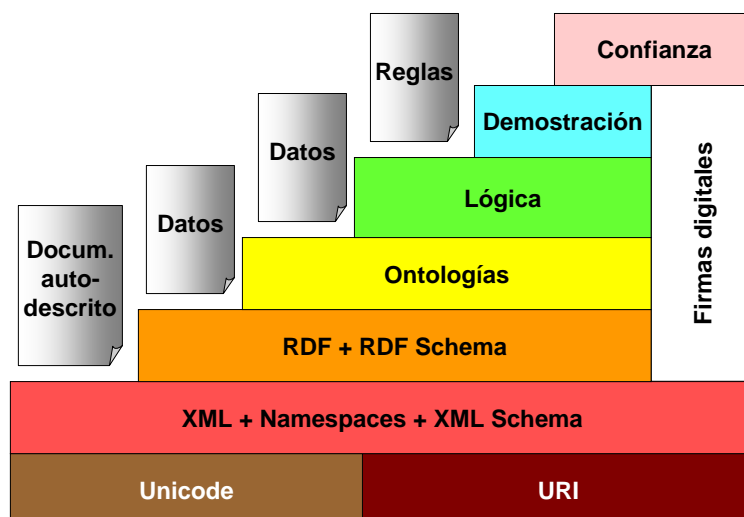 Confianza
Reglas
Demostración
Datos
Lógica
Firmas digitales
Datos
Docum.
auto-
descrito
Ontologías
RDF + RDF Schema
XML + Namespaces + XML Schema
Unicode
URI